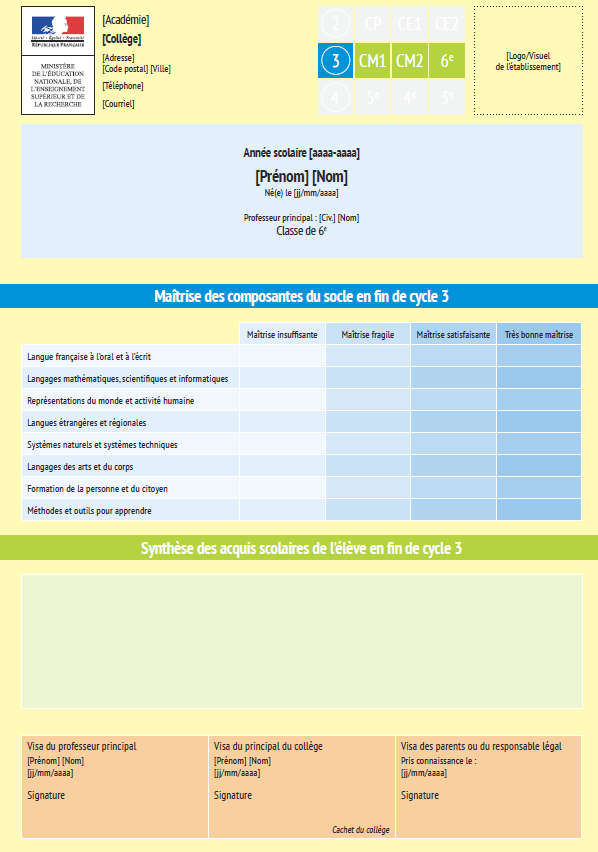 Liberté • Égalité • Fraternité
RÉPUBLIQUE FRANÇAISE
MINISTÈRE
DE L'ÉDUCATION
NATIONALE, DE
L'ENSEIGNEMENT
SUPÉRIEUR ET DE
LA RECHERCHE
[Académie]
[Collège]
[Adresse]
[Code postal] [Ville]
[Téléphone]
[Courriel]
2 CP CE1 CE2
3 CM1 CM2 6e
4 5e 4e 3e
[Logo/Visuel
de l'établissement]
Année scolaire [aaaa-aaaa]
[Prénom] [Nom]
Né(e) le [jj/mm/aaaa]
Professeur principal : [Civ.] [Nom]
Classe de 6e
Maîtrise des composantes du socle en fin de cycle 3
Maîtrise insuffisante Maîtrise fragile Maîtrise satisfaisante Très bonne maîtrise
Langue française à l'oral et à l'écrit
Langages mathématiques, scientifiques et informatiques
Représentations du monde et activité humaine
Langues étrangères et régionales
Systèmes naturels et systèmes techniques
Langages des arts et du corps
Formation de la personne et du citoyen
Méthodes et outils pour apprendre
Synthèse des acquis scolaires de l'élève en fin de cycle 3
Visa du professeur principal
[Prénom] [Nom]
[jj/mm/aaaa]
Signature
Visa du principal du collège
[Prénom] [Nom]
[jj/mm/aaaa]
Signature
Cachet du collège
Visa des parents ou du responsable légal
Pris connaissance le :
[jj/mm/aaaa]
Signature